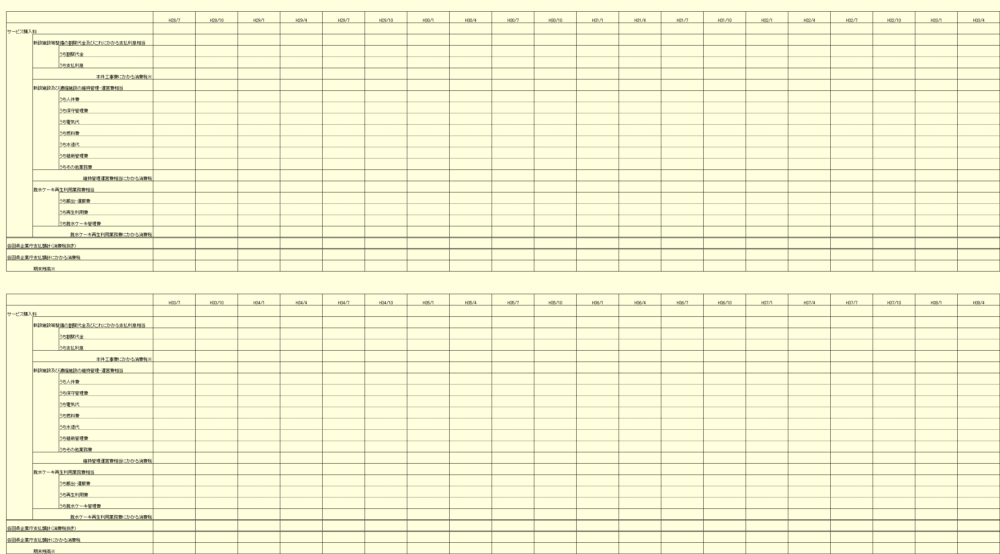 H28/7 H28/10 H29/1 H29/4 H29/7 H29/10 H30/1 H30/4 H30/7 H30/10 H31/1 H31/4 H31/7 H31/10 H32/1 H32/4 H32/7 H32/10 H33/1 H33/4
サービス購入料
新設施設等整備の割賦代金及びこれにかかる支払利息相当
うち割賦代金
うち支払利息
本件工事費にかかる消費税※
新設施設及び濃縮施設の維持管理・運営費相当
うち人件費
うち保守管理費
うち電気代
うち燃料費
うち水道代
うち植栽管理費
うちその他業務費
維持管理運営費相当にかかる消費税
脱水ケーキ再生利用業務費相当
うち搬出・運搬費
うち再生利用費
うち脱水ケーキ管理費
脱水ケーキ再生利用業務費にかかる消費税
各回県企業庁支払額計(消費税抜き)
各回県企業庁支払額計にかかる消費税
期末残高※
H33/7 H33/10 H34/1 H34/4 H34/7 H34/10 H35/1 H35/4 H35/7 H35/10 H36/1 H36/4 H36/7 H36/10 H37/1 H37/4 H37/7 H37/10 H38/1 H38/4
サービス購入料
新設施設等整備の割賦代金及びこれにかかる支払利息相当
うち割賦代金
うち支払利息
本件工事費にかかる消費税※
新設施設及び濃縮施設の維持管理・運営費相当
うち人件費
うち保守管理費
うち電気代
うち燃料費
うち水道代
うち植栽管理費
うちその他業務費
維持管理運営費相当にかかる消費税
脱水ケーキ再生利用業務費相当
うち搬出・運搬費
うち再生利用費
うち脱水ケーキ管理費
脱水ケーキ再生利用業務費にかかる消費税
各回県企業庁支払額計(消費税抜き)
各回県企業庁支払額計にかかる消費税
期末残高※